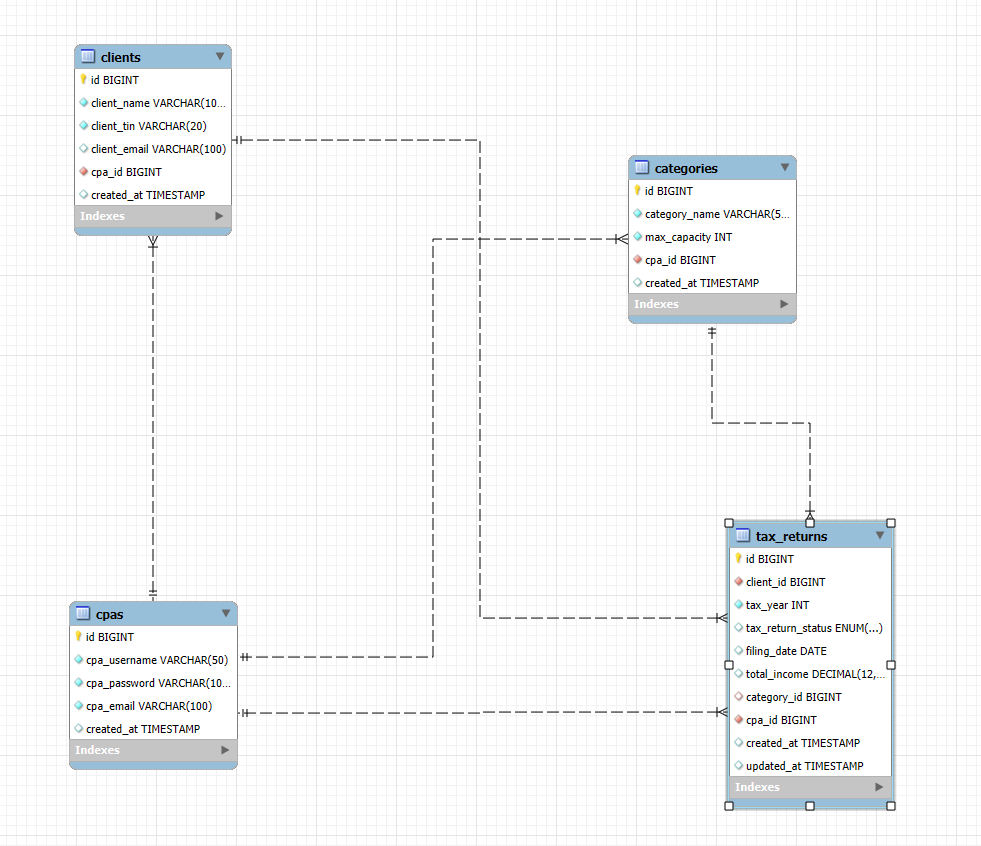 clients
id BIGINT
client_name VARCHAR(10...
client_tin VARCHAR(20)
client_email VARCHAR(100)
cpa_id BIGINT
created_at TIMESTAMP
Indexes
categories
id BIGINT
category_name VARCHAR(5...
max_capacity INT
cpa_id BIGINT
created_at TIMESTAMP
Indexes
cpas
id BIGINT
cpa_username VARCHAR(50)
cpa_password VARCHAR(10...
cpa_email VARCHAR(100)
created_at TIMESTAMP
Indexes
tax_returns
id BIGINT
client_id BIGINT
tax_year INT
tax_return_status ENUM(...)
filing_date DATE
total_income DECIMAL(12,...
category_id BIGINT
cpa_id BIGINT
created_at TIMESTAMP
updated_at TIMESTAMP
Indexes